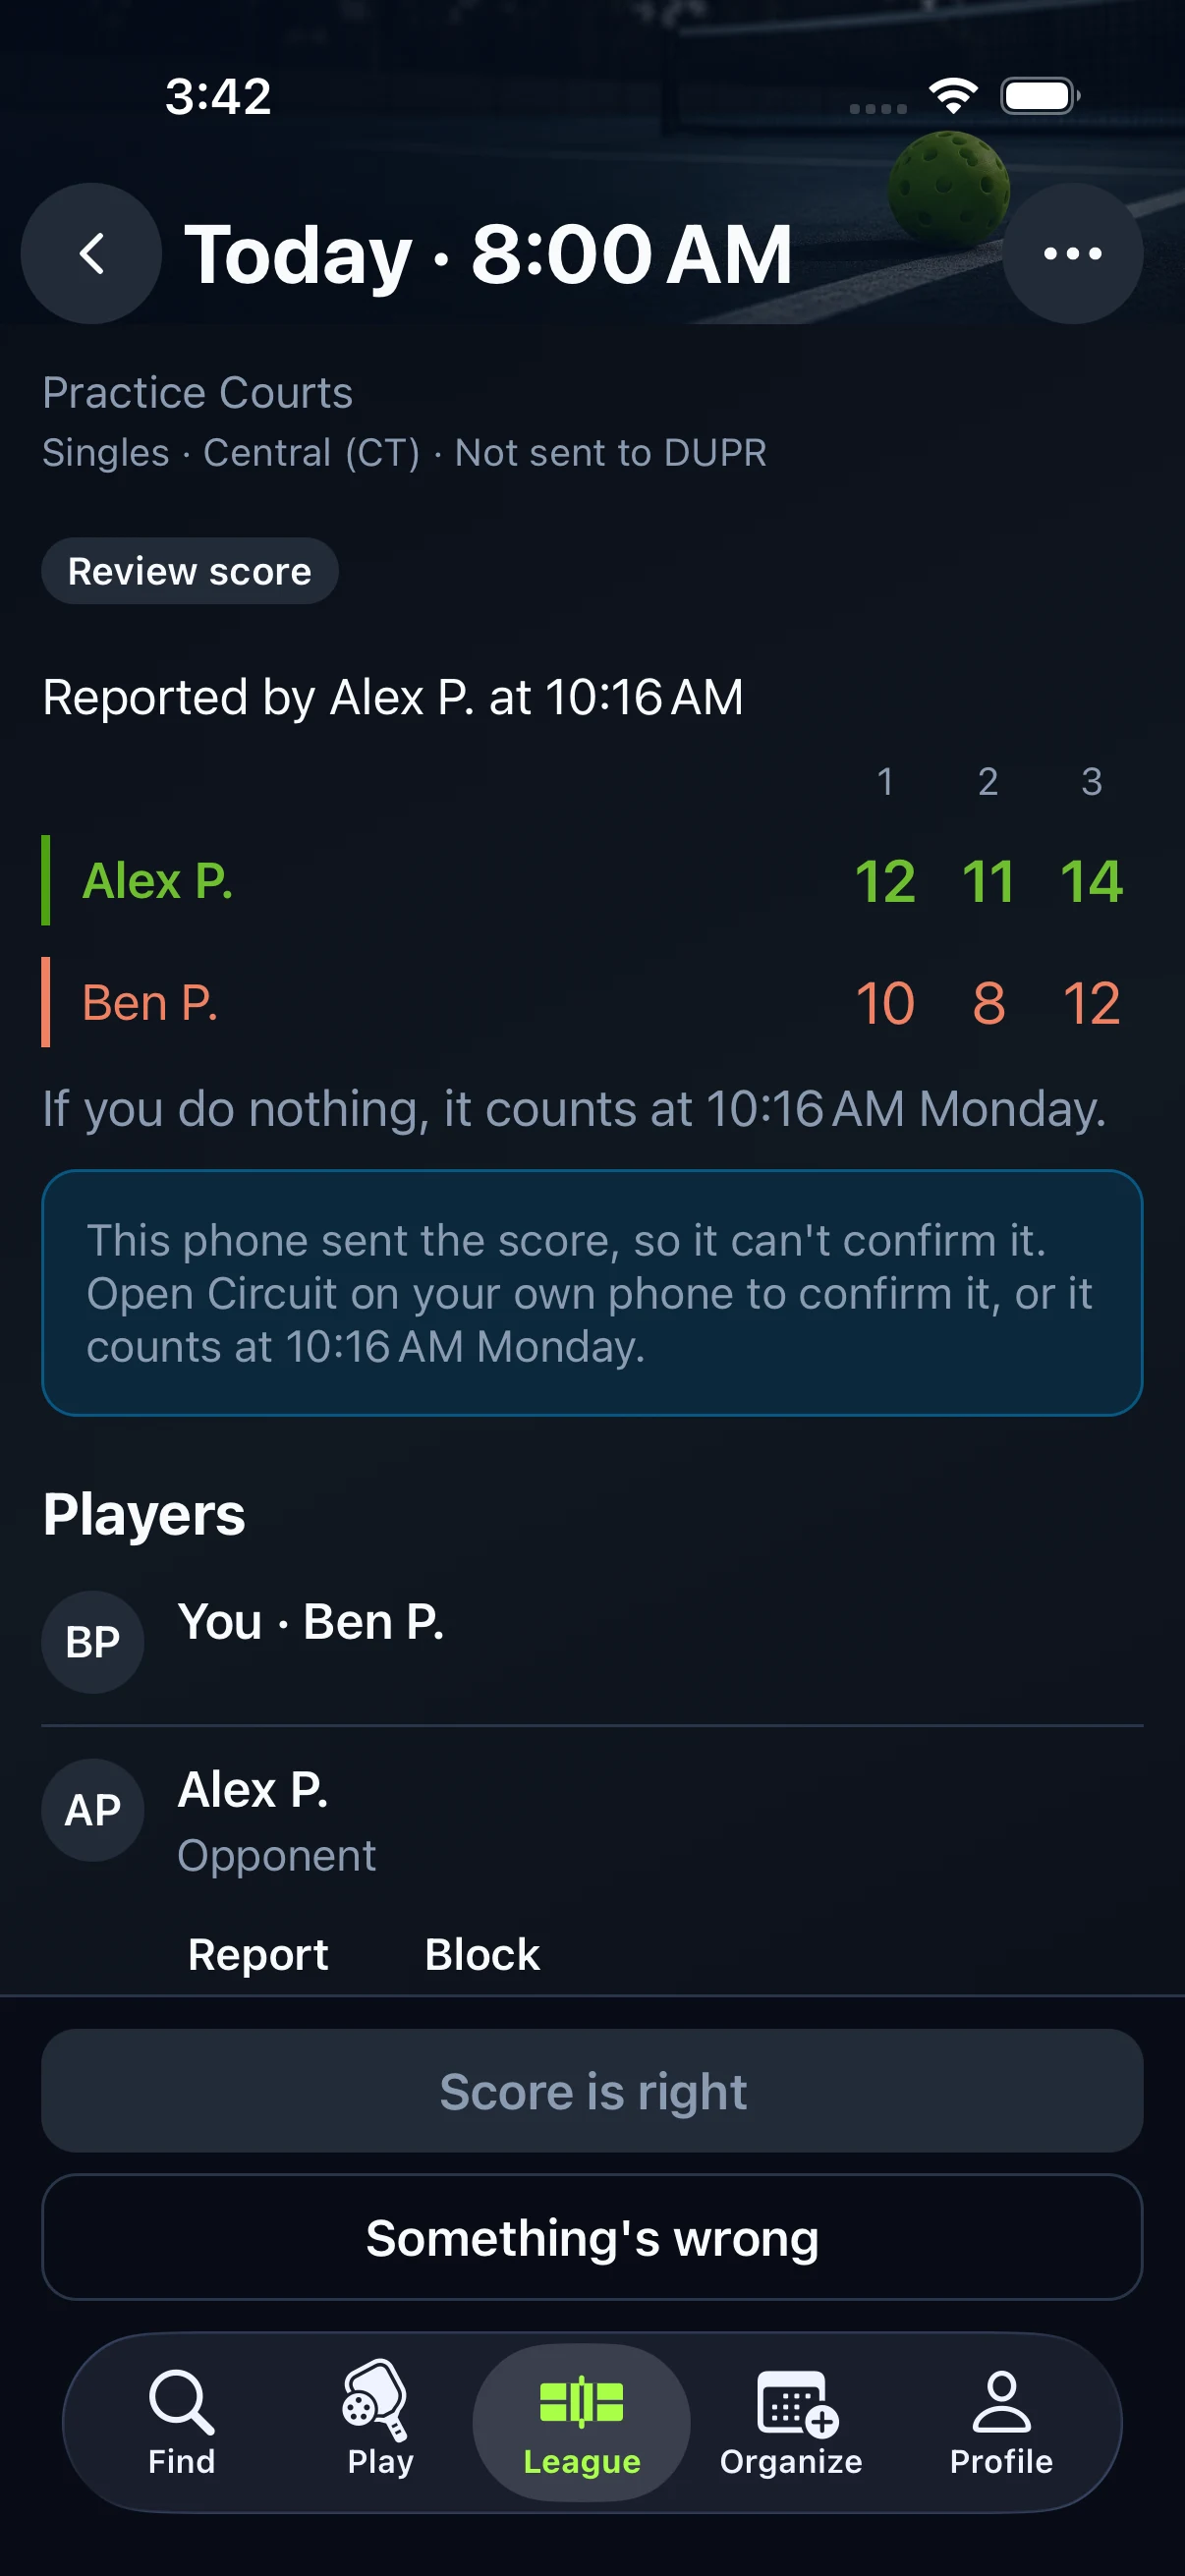 3:42
Today · 8:00 AM
Practice Courts
Singles · Central (CT) · Not sent to DUPR
Review score
Reported by Alex P. at 10:16 AM
1 2 3
Alex P. 12 11 14
Ben P. 10 8 12
If you do nothing, it counts at 10:16 AM Monday.
This phone sent the score, so it can't confirm it.
Open Circuit on your own phone to confirm it, or it
counts at 10:16 AM Monday.
Players
BP You · Ben P.
AP Alex P.
Opponent
Report Block
Score is right
Something's wrong
Find Play League Organize Profile